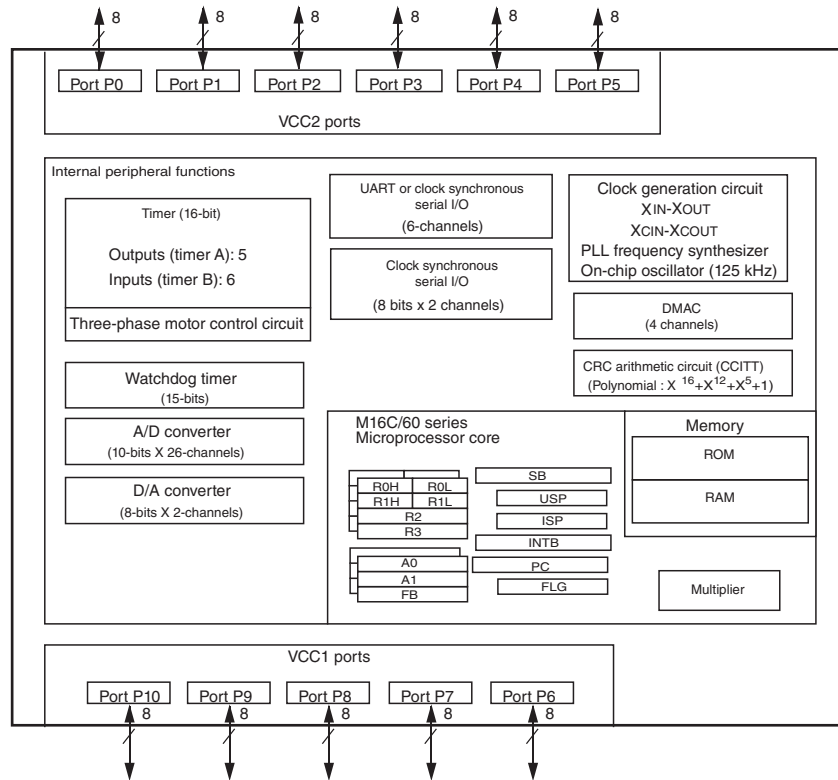 8 8 8 8 8 8
Port P0 Port P1 Port P2 Port P3 Port P4 Port P5
VCC2 ports
Internal peripheral functions
Timer (16-bit)
Outputs (timer A): 5
Inputs (timer B): 6
Three-phase motor control circuit
Watchdog timer
(15-bits)
A/D converter
(10-bits X 26-channels)
D/A converter
(8-bits X 2-channels)
UART or clock synchronous
serial I/O
(6-channels)
Clock synchronous
serial I/O
(8 bits x 2 channels)
Clock generation circuit
XIN-XOUT
XCIN-XCOUT
PLL frequency synthesizer
On-chip oscillator (125 kHz)
DMAC
(4 channels)
CRC arithmetic circuit (CCITT)
(Polynomial : X 16+X12+X5+1)
M16C/60 series
Microprocessor core
R0H R0L
R1H R1L
R2
R3
A0
A1
FB
SB
USP
ISP
INTB
PC
FLG
Memory
ROM
RAM
Multiplier
VCC1 ports
Port P10 Port P9 Port P8 Port P7 Port P6
8 8 8 8 8